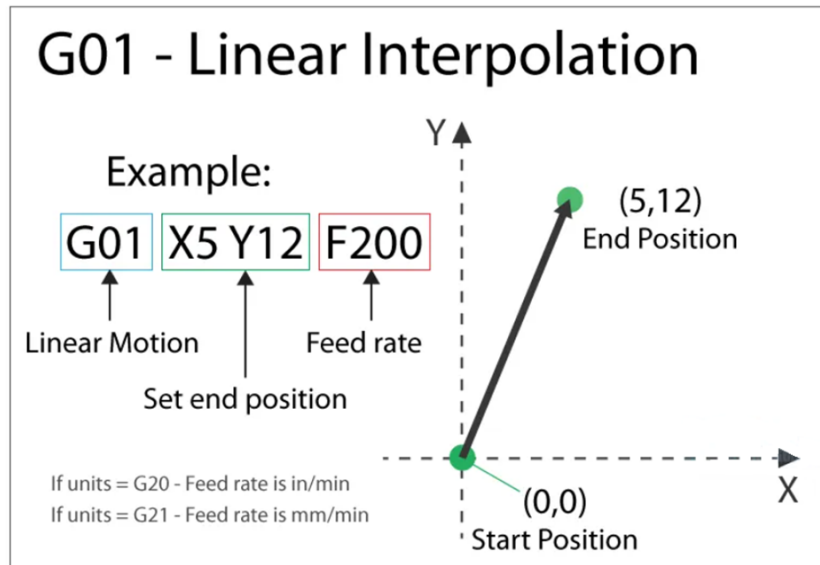 G01 - Linear Interpolation
Example:
G01 X5 Y12 F200
Linear Motion
Feed rate
Set end position
If units = G20 - Feed rate is in/min
If units = G21 - Feed rate is mm/min
Y
(5,12)
End Position
X
(0,0)
Start Position